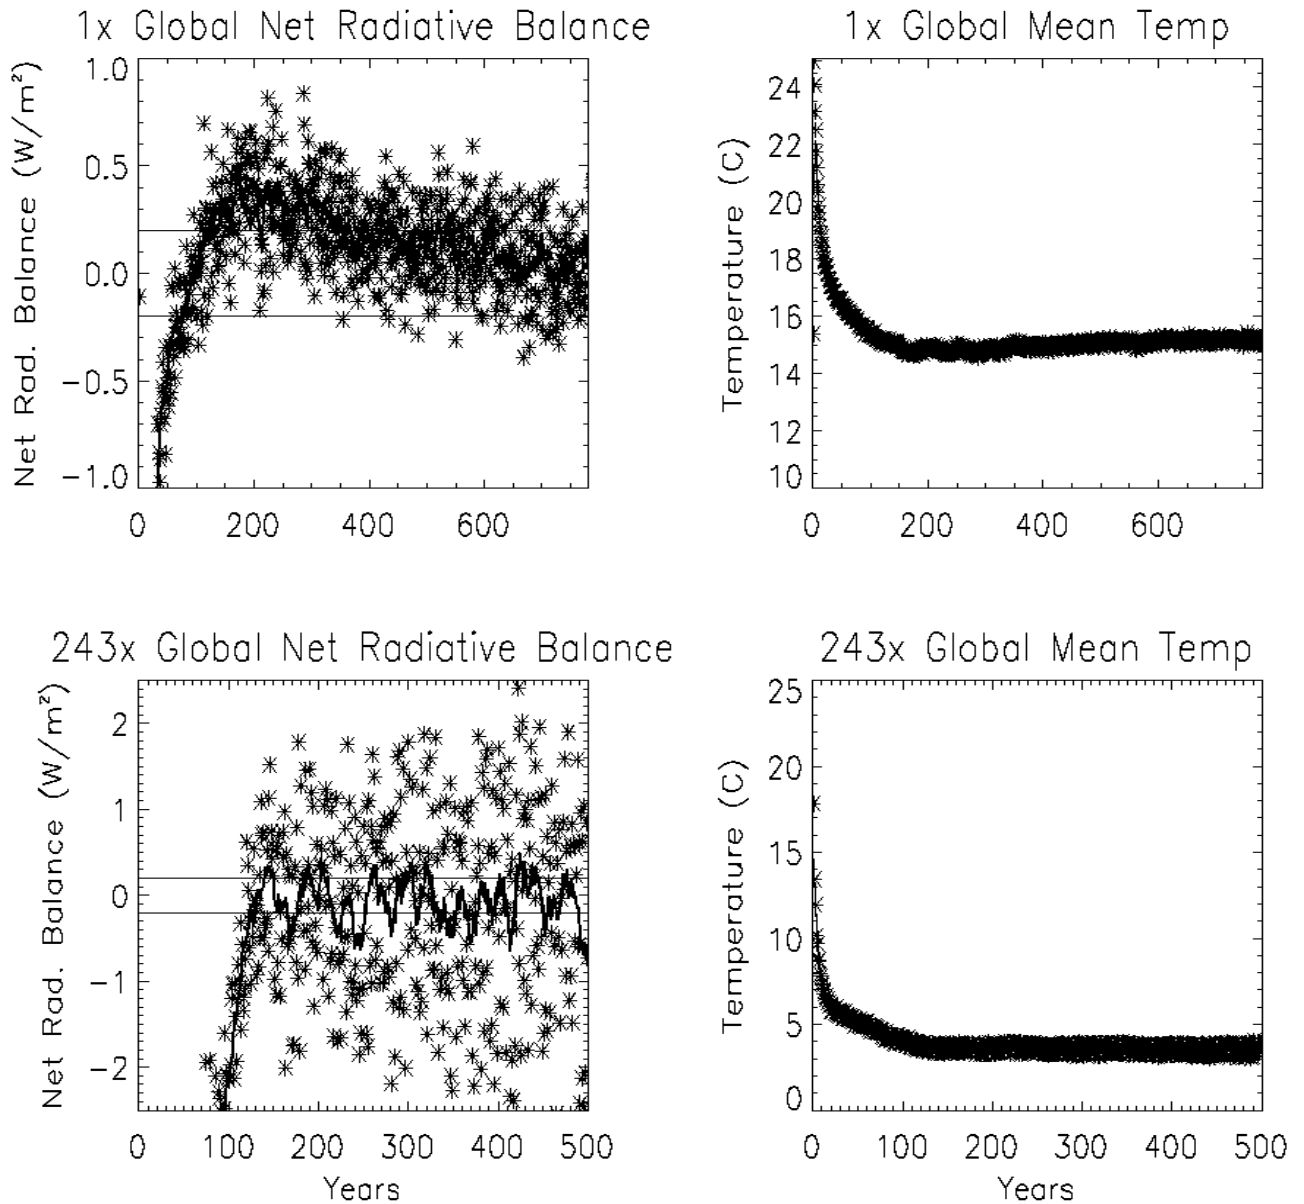 1x Global Net Radiative Balance
Net Rad. Balance (W/m²)
1.0
0.5
0.0
−0.5
−1.0
0 200 400 600
1x Global Mean Temp
Temperature (C)
24
22
20
18
16
14
12
10
0 200 400 600
243x Global Net Radiative Balance
Net Rad. Balance (W/m²)
2
1
0
−1
−2
0 100 200 300 400 500
Years
243x Global Mean Temp
Temperature (C)
25
20
15
10
5
0
0 100 200 300 400 500
Years